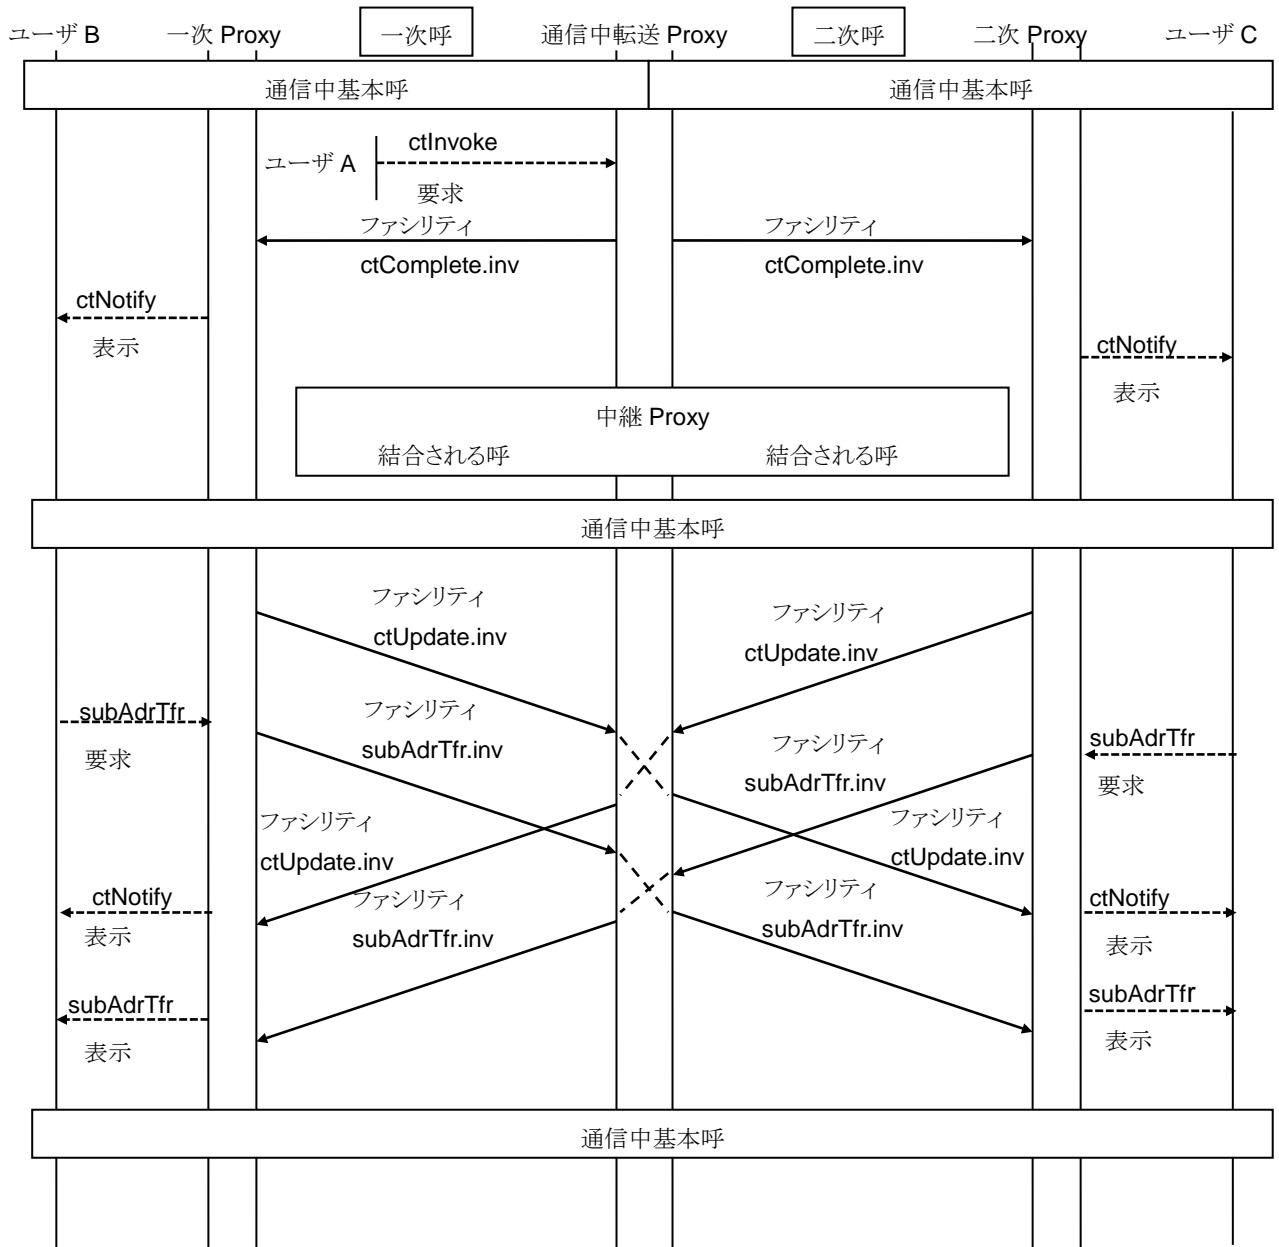 ユーザ B
一次 Proxy
一次呼
通信中転送 Proxy
二次呼
二次 Proxy
ユーザ C
通信中基本呼
通信中基本呼
ctInvoke
ユーザ A
要求
ファシリティ
ファシリティ
ctComplete.inv
ctComplete.inv
ctNotify
表示
ctNotify
表示
中継 Proxy
結合される呼
結合される呼
通信中基本呼
ファシリティ
ctUpdate.inv
ファシリティ
ctUpdate.inv
subAdrTfr
要求
ファシリティ
subAdrTfr.inv
ファシリティ
subAdrTfr.inv
subAdrTfr
要求
ファシリティ
ctUpdate.inv
ファシリティ
ctUpdate.inv
ctNotify
表示
ファシリティ
subAdrTfr.inv
ファシリティ
subAdrTfr.inv
ctNotify
表示
subAdrTfr
表示
subAdrTfr
表示
通信中基本呼